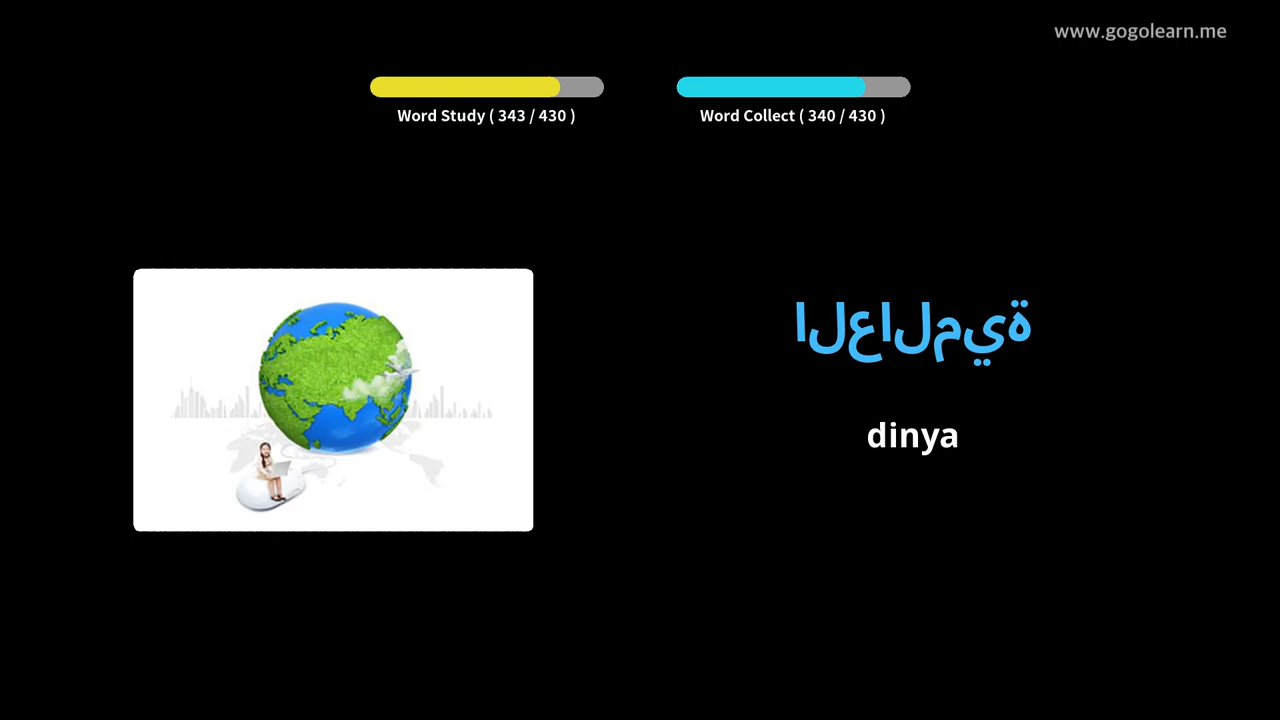 www.gogolearn.me
Word Study ( 343 / 430 )
Word Collect ( 340 / 430 )
العالمية
dinya